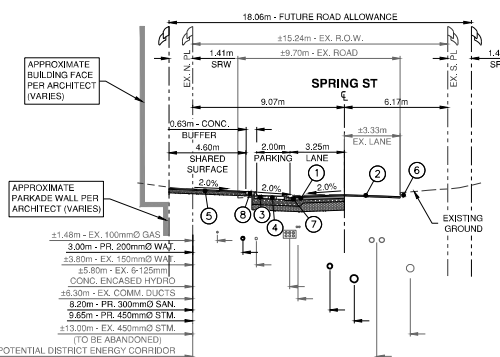 18.06m - FUTURE ROAD ALLOWANCE
±15.24m - EX. R.O.W.
1.41m
SRW
±9.70m - EX. ROAD
1.4
SR
EX. N. PL
EX. S. PL
APPROXIMATE
BUILDING FACE
PER ARCHITECT
(VARIES)
SPRING ST
9.07m
6.17m
0.63m - CONC.
BUFFER
±3.33m
EX. LANE
4.60m
SHARED
SURFACE
2.00m
PARKING
3.25m
LANE
2.0%
2.0%
2.0%
1
2
6
5
8
3
4
7
APPROXIMATE
PARKADE WALL PER
ARCHITECT (VARIES)
EXISTING
GROUND
±1.48m - EX. 100mmØ GAS
3.00m - PR. 200mmØ WAT.
±3.80m - EX. 150mmØ WAT.
±5.80m - EX. 6-125mm
CONC. ENCASED HYDRO
±6.30m - EX. COMM. DUCTS
8.20m - PR. 300mmØ SAN.
9.65m - PR. 450mmØ STM.
±13.00m - EX. 450mmØ STM.
(TO BE ABANDONED)
POTENTIAL DISTRICT ENERGY CORRIDOR